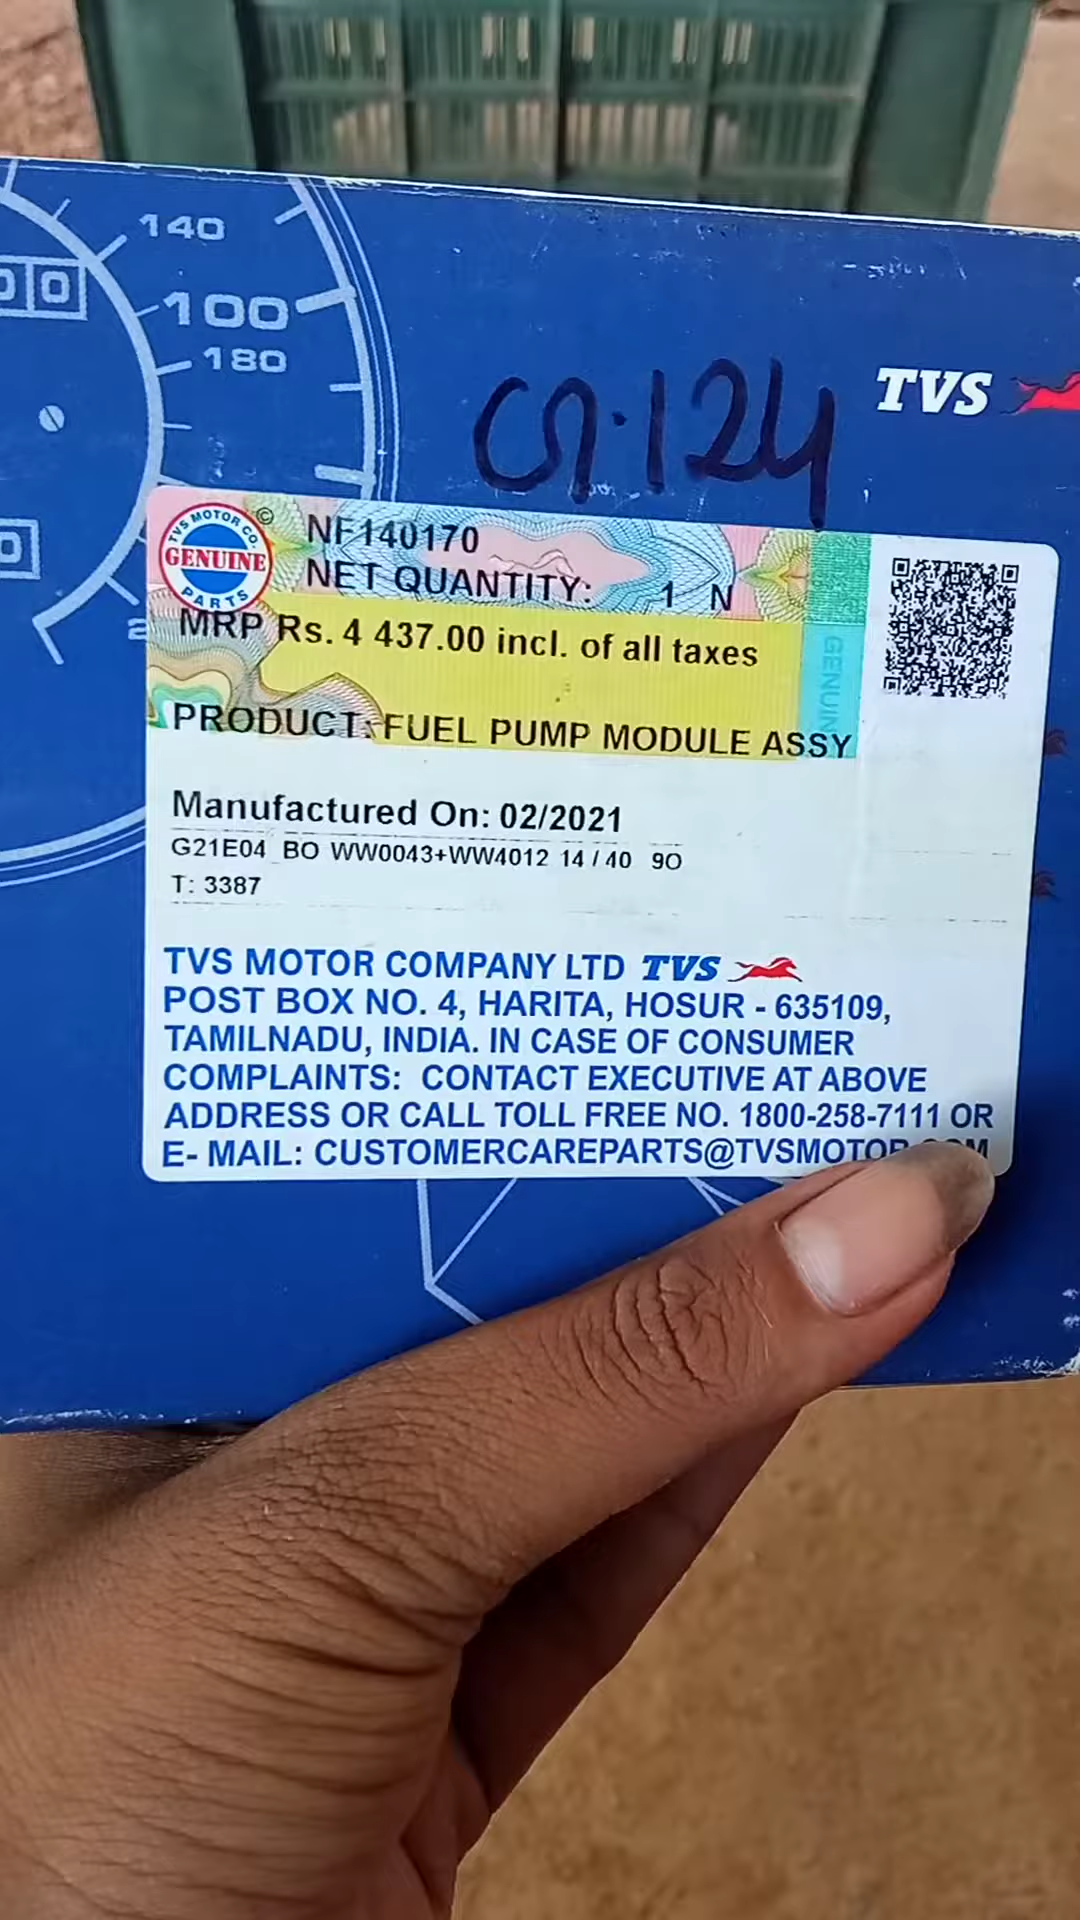 140
100
180
TVS
TVS MOTOR CO.
GENUINE
PARTS
©
NF140170
NET QUANTITY: 1 N
MRP Rs. 4 437.00 incl. of all taxes
PRODUCT: FUEL PUMP MODULE ASSY
GENUIN
Manufactured On: 02/2021
G21E04 BO WW0043+WW4012 14 / 40 90
T: 3387
TVS MOTOR COMPANY LTD TVS
POST BOX NO. 4, HARITA, HOSUR - 635109,
TAMILNADU, INDIA. IN CASE OF CONSUMER
COMPLAINTS: CONTACT EXECUTIVE AT ABOVE
ADDRESS OR CALL TOLL FREE NO. 1800-258-7111 OR
E- MAIL: CUSTOMERCAREPARTS@TVSMOTOR.COM